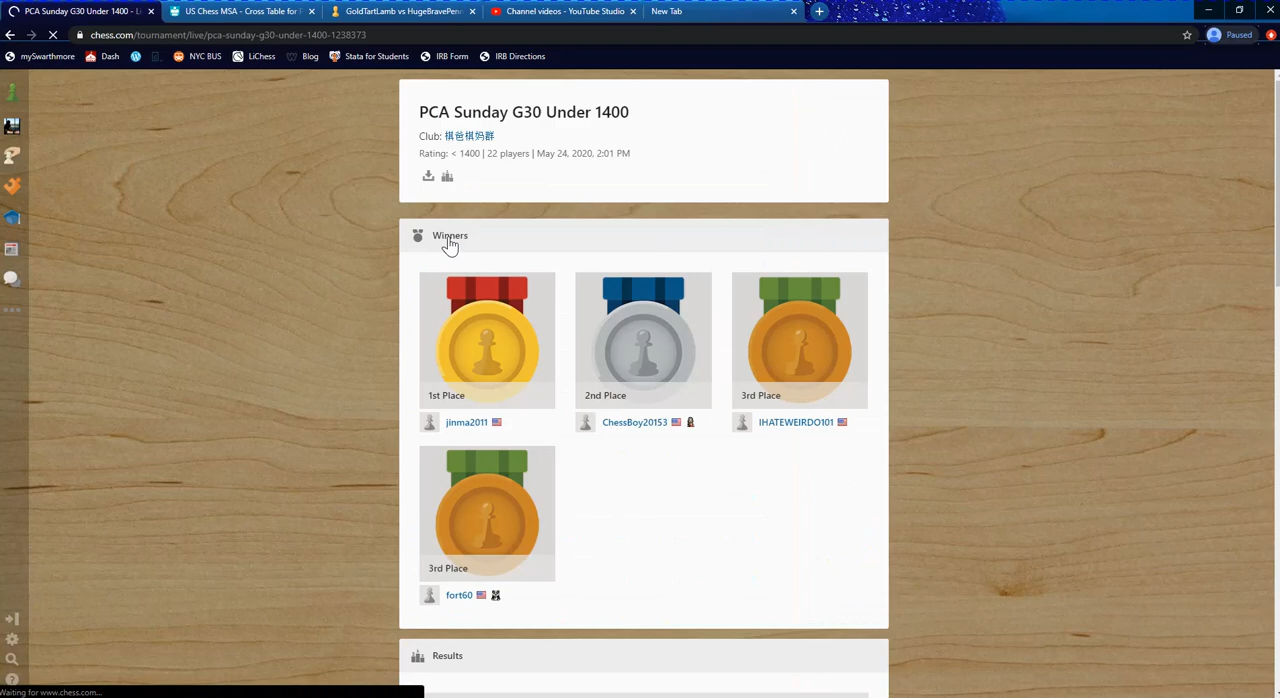 PCA Sunday G30 Under 1400 - Li
US Chess MSA - Cross Table for F
GoldTartLamb vs HugeBravePen
Channel videos - YouTube Studio
New Tab
chess.com/tournament/live/pca-sunday-g30-under-1400-1238373
Paused
mySwarthmore
Dash
NYC BUS
LiChess
Blog
Stata for Students
IRB Form
IRB Directions
PCA Sunday G30 Under 1400
Club: 棋爸棋妈群
Rating: < 1400 | 22 players | May 24, 2020, 2:01 PM
Winners
1st Place
2nd Place
3rd Place
jinma2011
ChessBoy20153
IHATEWEIRDO101
3rd Place
fort60
Results
Waiting for www.chess.com...